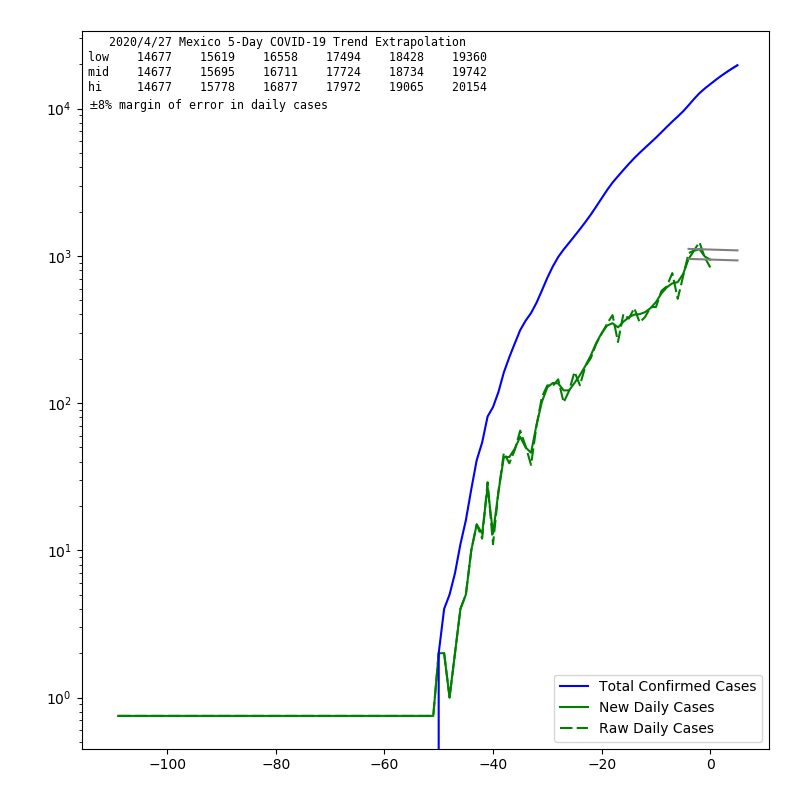 2020/4/27 Mexico 5-Day COVID-19 Trend Extrapolation
low 14677 15619 16558 17494 18428 19360
mid 14677 15695 16711 17724 18734 19742
hi 14677 15778 16877 17972 19065 20154
±8% margin of error in daily cases
10⁴
10³
10²
10¹
10⁰
−100 −80 −60 −40 −20 0
Total Confirmed Cases
New Daily Cases
Raw Daily Cases